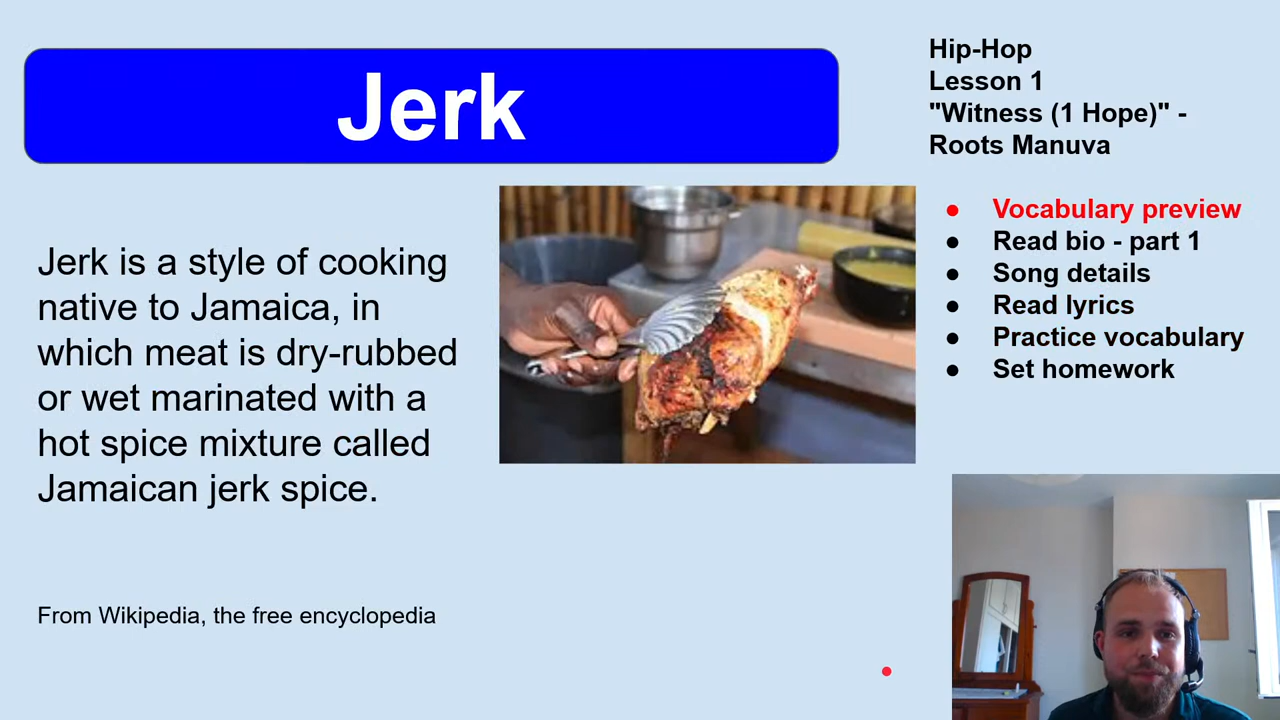 Jerk
Jerk is a style of cooking
native to Jamaica, in
which meat is dry-rubbed
or wet marinated with a
hot spice mixture called
Jamaican jerk spice.
From Wikipedia, the free encyclopedia
Hip-Hop
Lesson 1
"Witness (1 Hope)" -
Roots Manuva
● Vocabulary preview
● Read bio - part 1
● Song details
● Read lyrics
● Practice vocabulary
● Set homework